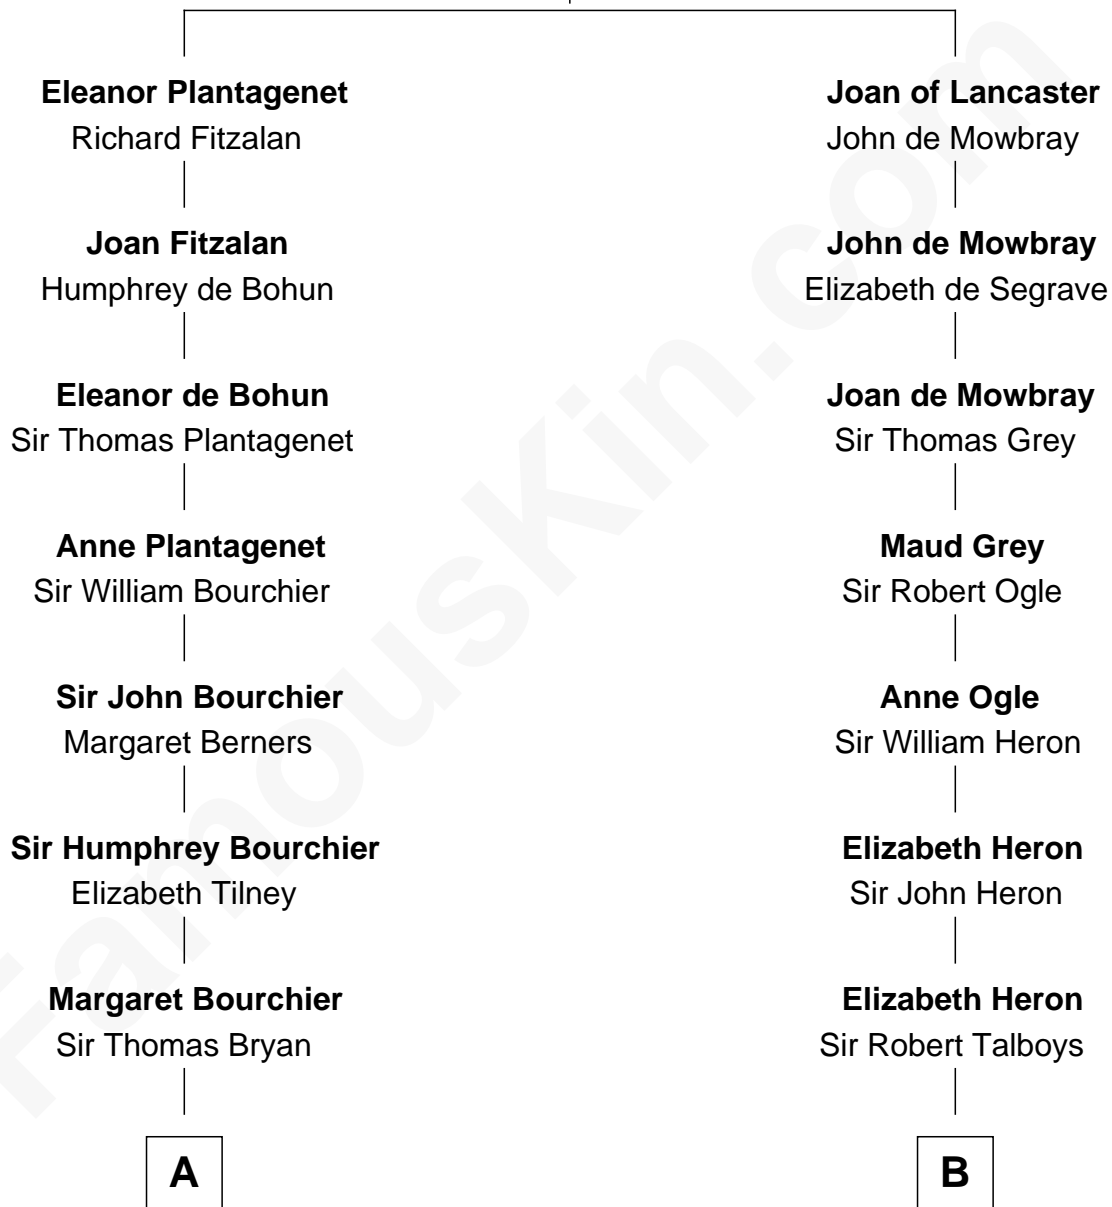 Eleanor Plantagenet
Richard Fitzalan
Joan Fitzalan
Humphrey de Bohun
Eleanor de Bohun
Sir Thomas Plantagenet
Anne Plantagenet
Sir William Bourchier
Sir John Bourchier
Margaret Berners
Sir Humphrey Bourchier
Elizabeth Tilney
Margaret Bourchier
Sir Thomas Bryan
A
Joan of Lancaster
John de Mowbray
John de Mowbray
Elizabeth de Segrave
Joan de Mowbray
Sir Thomas Grey
Maud Grey
Sir Robert Ogle
Anne Ogle
Sir William Heron
Elizabeth Heron
Sir John Heron
Elizabeth Heron
Sir Robert Talboys
B
FamousKin.com